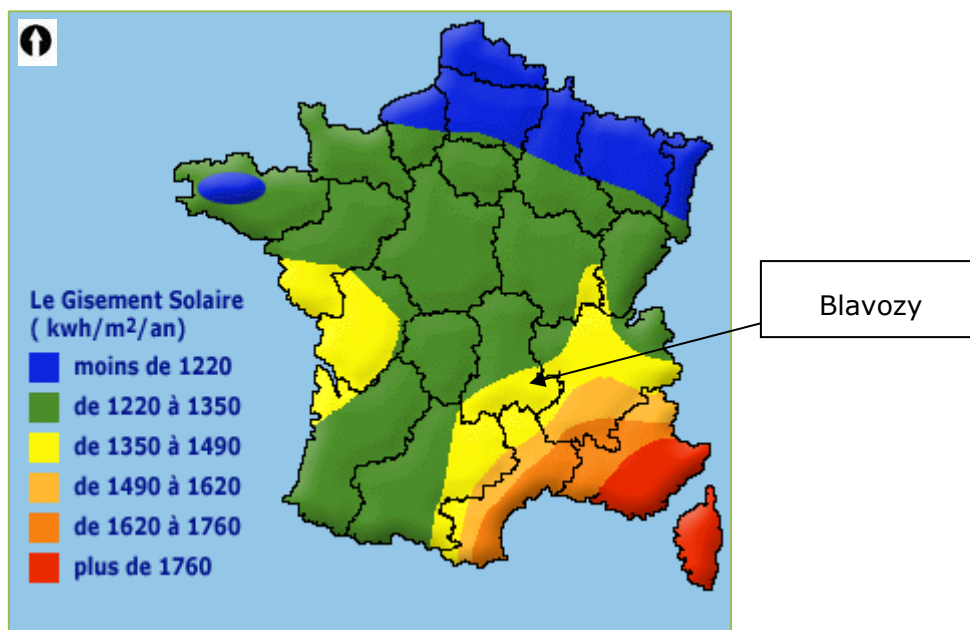 Le Gisement Solaire
( kwh/m²/an)
moins de 1220
de 1220 à 1350
de 1350 à 1490
de 1490 à 1620
de 1620 à 1760
plus de 1760
Blavozy